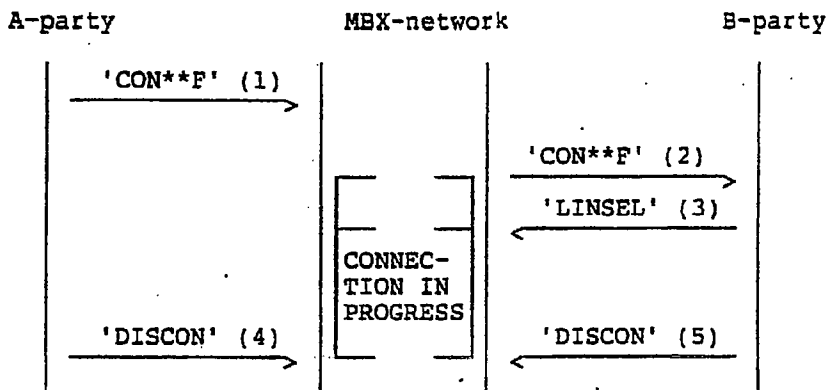 A-party MBX-network B-party
'CON**F' (1)
'CON**F' (2)
'LINSEL' (3)
CONNEC-
TION IN
PROGRESS
'DISCON' (4) 'DISCON' (5)